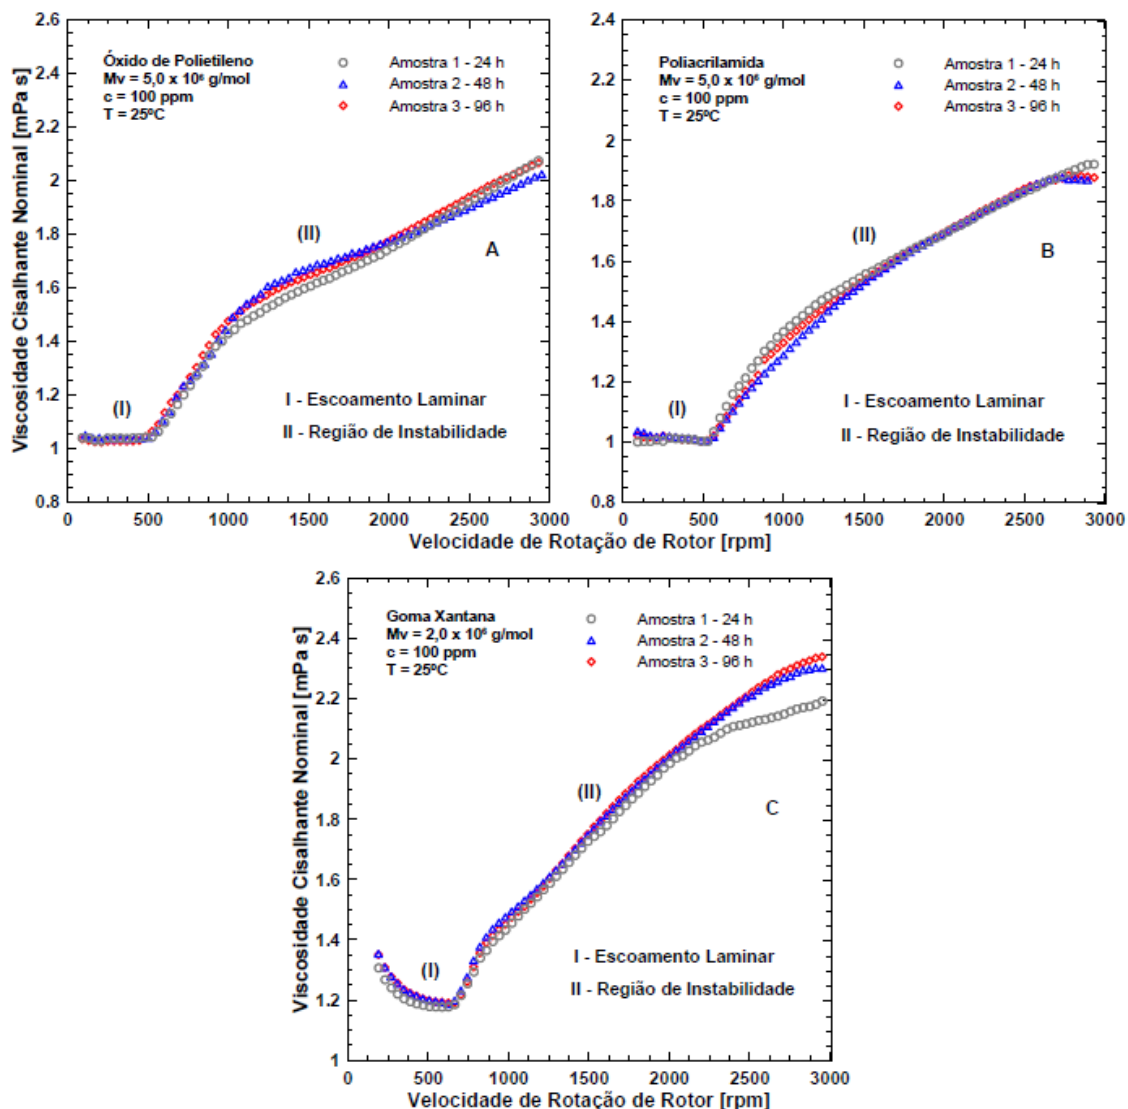 Viscosidade Cisalhante Nominal [mPa s]
2.6
2.4
2.2
2
1.8
1.6
1.4
1.2
1
0.8
Óxido de Polietileno
Mv = 5,0 x 10⁶ g/mol
c = 100 ppm
T = 25ºC
Amostra 1 - 24 h
Amostra 2 - 48 h
Amostra 3 - 96 h
(II)
A
(I)
I - Escoamento Laminar
II - Região de Instabilidade
0 500 1000 1500 2000 2500 3000
2.4
2.2
2
1.8
1.6
1.4
1.2
1
0.8
Poliacrilamida
Mv = 5,0 x 10⁶ g/mol
c = 100 ppm
T = 25ºC
Amostra 1 - 24 h
Amostra 2 - 48 h
Amostra 3 - 96 h
(II)
B
(I)
I - Escoamento Laminar
II - Região de Instabilidade
0 500 1000 1500 2000 2500 3000
Velocidade de Rotação de Rotor [rpm]
Viscosidade Cisalhante Nominal [mPa s]
2.6
2.4
2.2
2
1.8
1.6
1.4
1.2
1
Goma Xantana
Mv = 2,0 x 10⁶ g/mol
c = 100 ppm
T = 25ºC
Amostra 1 - 24 h
Amostra 2 - 48 h
Amostra 3 - 96 h
(II)
C
(I)
I - Escoamento Laminar
II - Região de Instabilidade
0 500 1000 1500 2000 2500 3000
Velocidade de Rotação de Rotor [rpm]